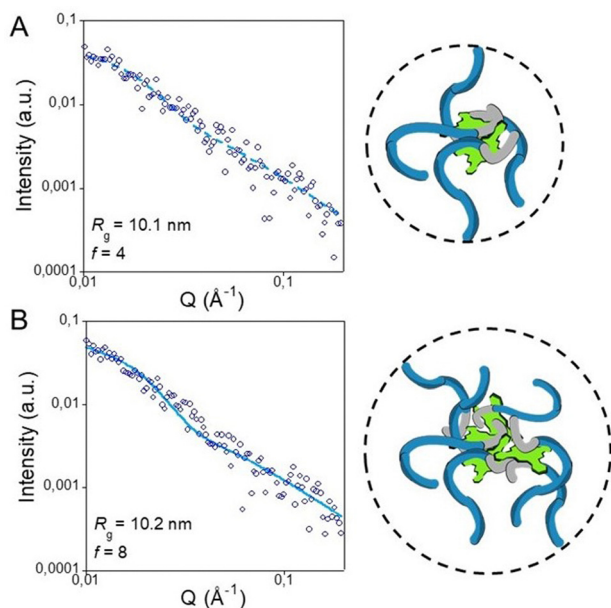 A
Intensity (a.u.)
0,1
0,01
0,001
0,0001
Rg = 10.1 nm
f = 4
0,01
0,1
Q (Å-1)
B
Intensity (a.u.)
0,1
0,01
0,001
0,0001
Rg = 10.2 nm
f = 8
0,01
0,1
Q (Å-1)